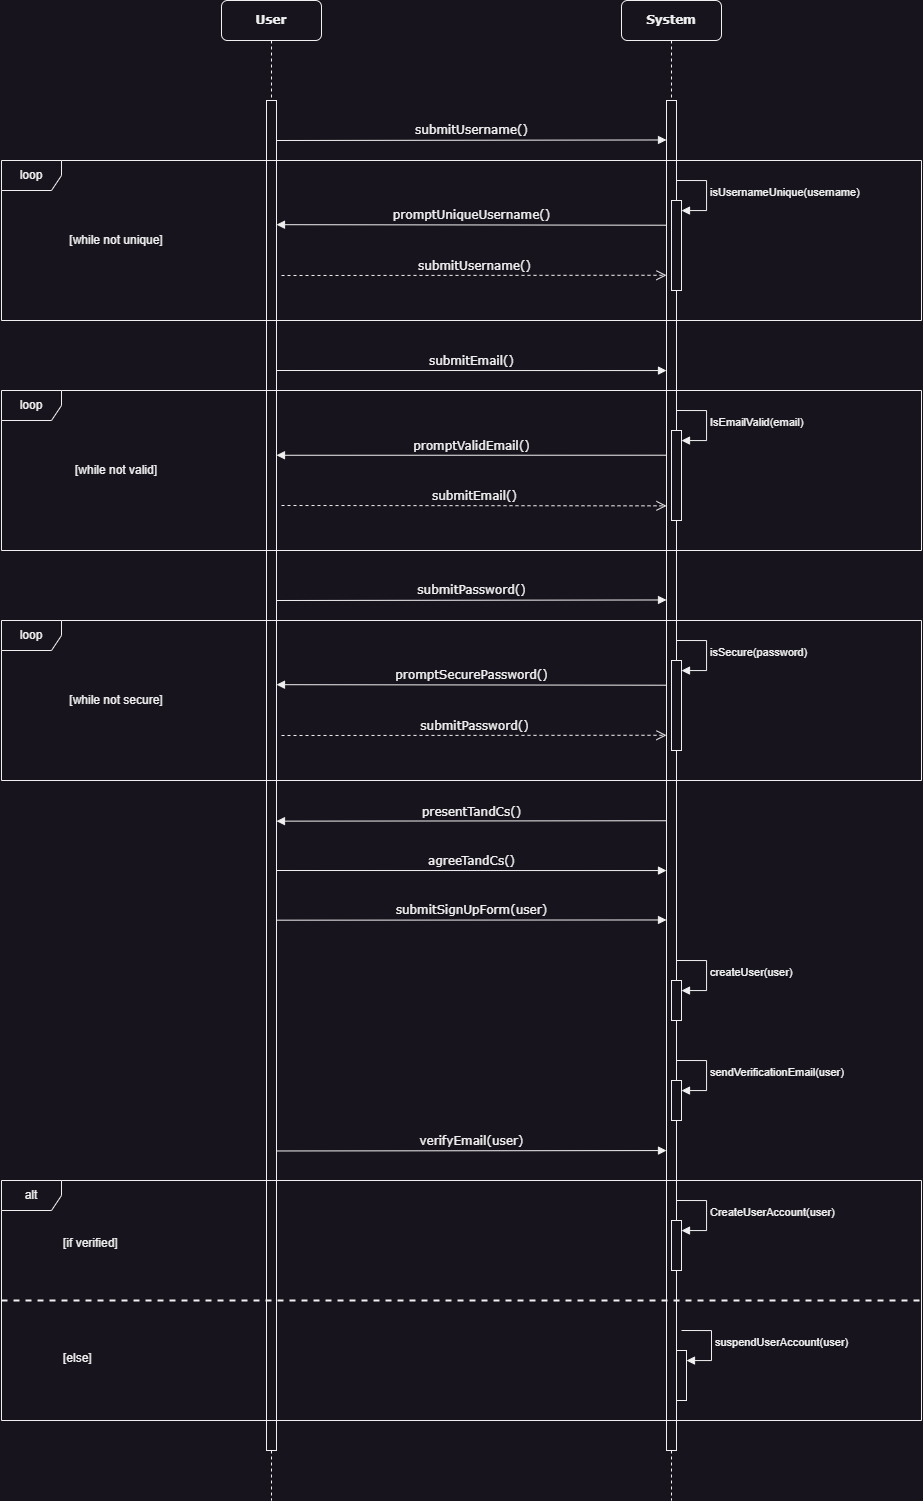 User
System
submitUsername()
loop
isUsernameUnique(username)
promptUniqueUsername()
[while not unique]
submitUsername()
submitEmail()
loop
IsEmailValid(email)
promptValidEmail()
[while not valid]
submitEmail()
submitPassword()
loop
isSecure(password)
promptSecurePassword()
[while not secure]
submitPassword()
presentTandCs()
agreeTandCs()
submitSignUpForm(user)
createUser(user)
sendVerificationEmail(user)
verifyEmail(user)
alt
CreateUserAccount(user)
[if verified]
suspendUserAccount(user)
[else]